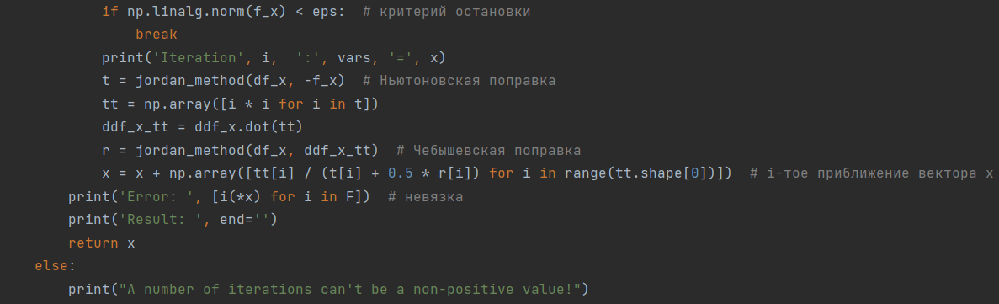 if np.linalg.norm(f_x) < eps:  # критерий остановки
break
print('Iteration', i,  ':', vars, '=', x)
t = jordan_method(df_x, -f_x)  # Ньютоновская поправка
tt = np.array([i * i for i in t])
ddf_x_tt = ddf_x.dot(tt)
r = jordan_method(df_x, ddf_x_tt)  # Чебышевская поправка
x = x + np.array([tt[i] / (t[i] + 0.5 * r[i]) for i in range(tt.shape[0])])  # i-тое приближение вектора x
print('Error: ', [i(*x) for i in F])  # невязка
print('Result: ', end='')
return x
else:
print("A number of iterations can't be a non-positive value!")